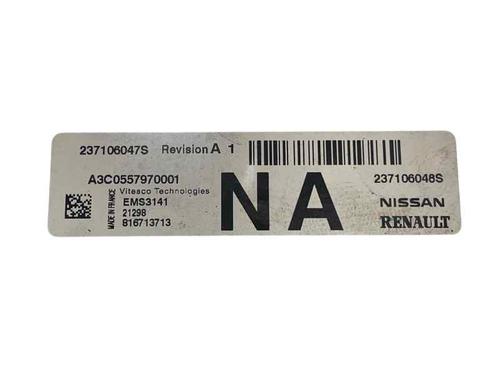 237106047S Revision A 1
A3C0557970001
Vitesco Technologies
EMS3141
21298
816713713
MADE IN FRANCE
NA
237106048S
NISSAN
RENAULT